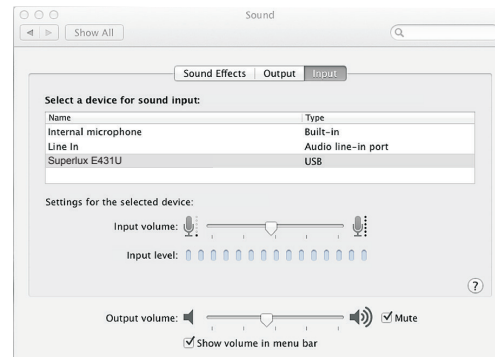 Sound
Show All
Sound Effects Output Input
Select a device for sound input:
Name Type
Internal microphone Built-in
Line In Audio line-in port
Superlux E431U USB
Settings for the selected device:
Input volume:
Input level:
?
Output volume: Mute
Show volume in menu bar